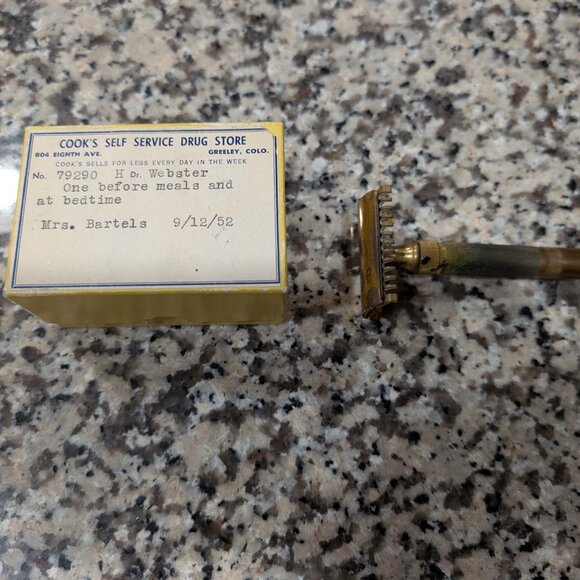 COOK'S SELF SERVICE DRUG STORE
804 EIGHTH AVE. GREELEY, COLO.
COOK'S SELLS FOR LESS EVERY DAY IN THE WEEK
No. 79290 H Dr. Webster
One before meals and
at bedtime
Mrs. Bartels 9/12/52